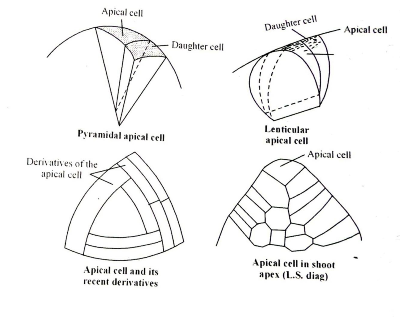 Apical cell
Daughter cell
Pyramidal apical cell
Daughter cell
Apical cell
Lenticular
apical cell
Derivatives of the
apical cell
Apical cell and its
recent derivatives
Apical cell
Apical cell in shoot
apex (L.S. diag)